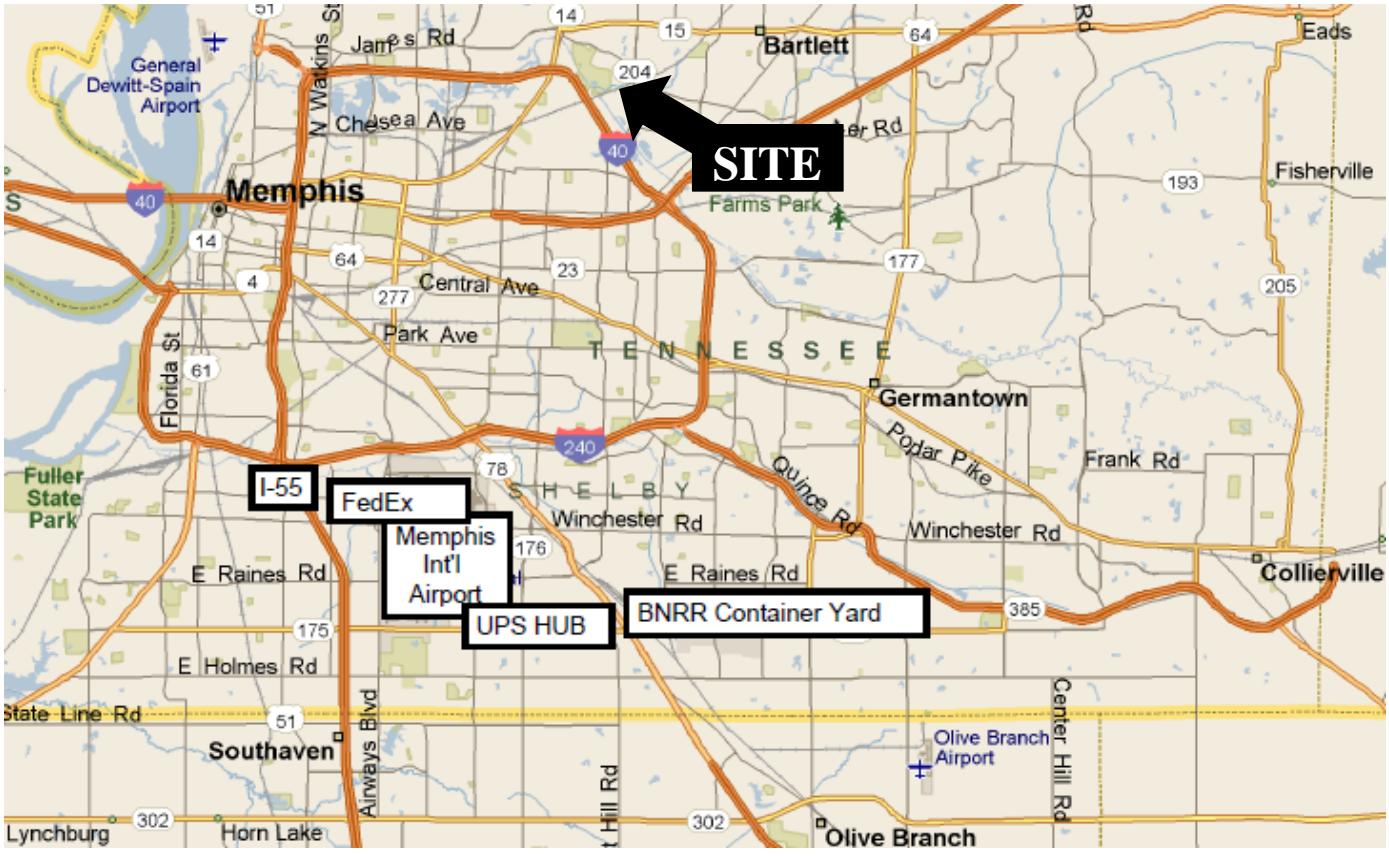 51
14
15
Bartlett
64
Rd
Eads
James Rd
General
Dewitt-Spain
Airport
N Watkins St
204
Chelsea Ave
40
er Rd
SITE
193
Fisherville
40
Memphis
Farms Park
S
14
64
23
177
4
277
Central Ave
205
Park Ave
TENNESSEE
Florida St
61
Germantown
240
Poplar Pike
Frank Rd
Fuller
State
Park
I-55
FedEx
78
SHELBY
Quince Rd
Winchester Rd
Winchester Rd
Memphis
Int'l
Airport
176
E Raines Rd
E Raines Rd
Collierville
UPS HUB
BNRR Container Yard
385
175
E Holmes Rd
State Line Rd
51
Southaven
Airways Blvd
Center Hill Rd
Olive Branch
Airport
t Hill Rd
Lynchburg
302
Horn Lake
302
Olive Branch